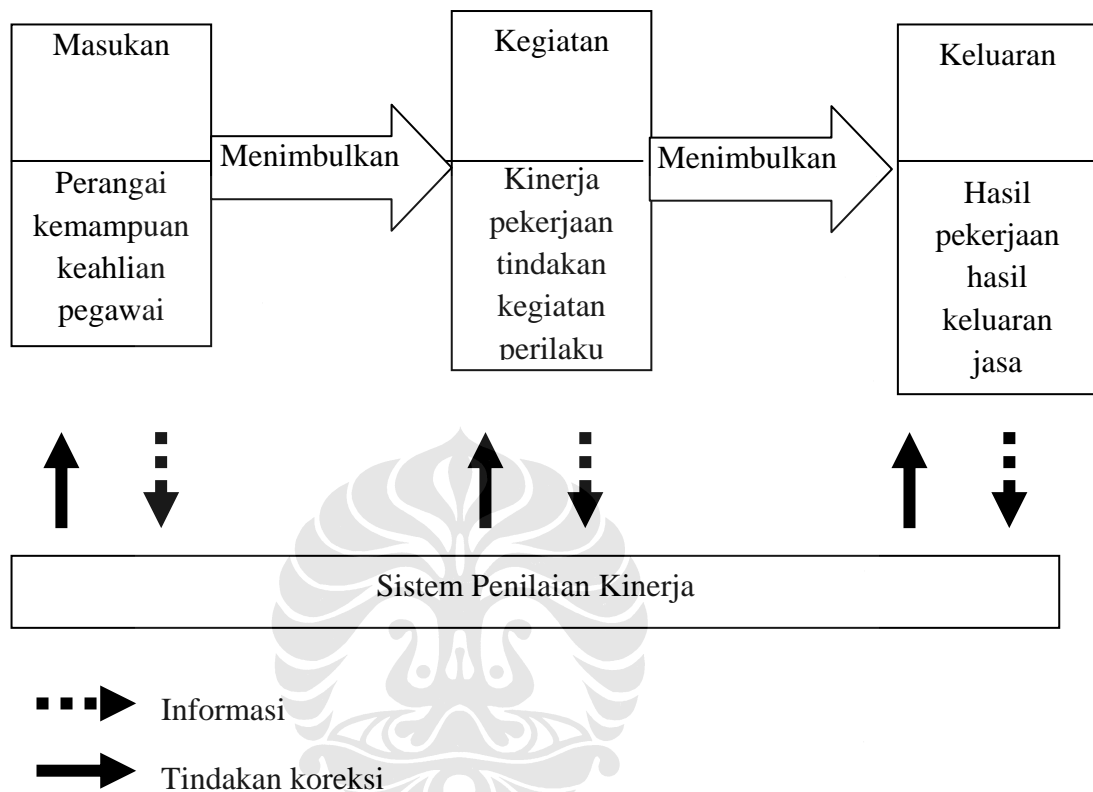 Masukan
Perangai
kemampuan
keahlian
pegawai
Menimbulkan
Kegiatan
Kinerja
pekerjaan
tindakan
kegiatan
perilaku
Menimbulkan
Keluaran
Hasil
pekerjaan
hasil
keluaran
jasa
Sistem Penilaian Kinerja
Informasi
Tindakan koreksi